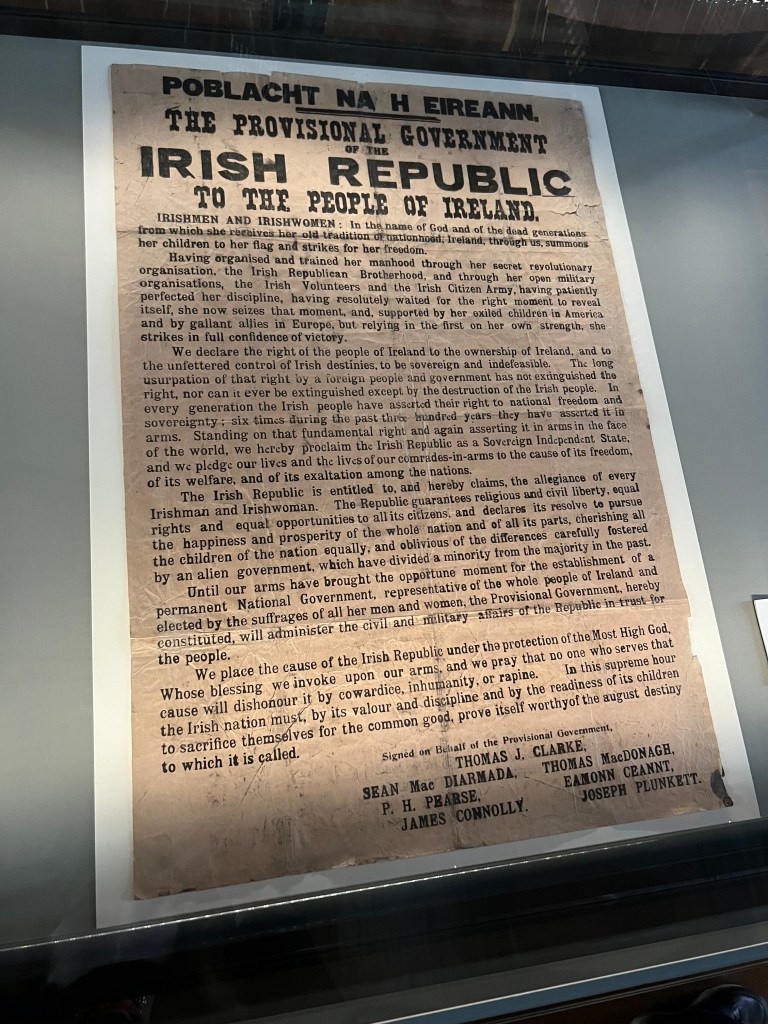 POBLACHT NA H EIREANN.
THE PROVISIONAL GOVERNMENT
OF THE
IRISH REPUBLIC
TO THE PEOPLE OF IRELAND.
IRISHMEN AND IRISHWOMEN: In the name of God and of the dead generations
from which she receives her old tradition of nationhood, Ireland, through us, summons
her children to her flag and strikes for her freedom.
Having organised and trained her manhood through her secret revolutionary
organisation, the Irish Republican Brotherhood, and through her open military
organisations, the Irish Volunteers and the Irish Citizen Army, having patiently
perfected her discipline, having resolutely waited for the right moment to reveal
itself, she now seizes that moment, and, supported by her exiled children in America
and by gallant allies in Europe, but relying in the first on her own strength, she
strikes in full confidence of victory.
We declare the right of the people of Ireland to the ownership of Ireland, and to
the unfettered control of Irish destinies, to be sovereign and indefeasible. The long
usurpation of that right by a foreign people and government has not extinguished the
right, nor can it ever be extinguished except by the destruction of the Irish people. In
every generation the Irish people have asserted their right to national freedom and
sovereignty; six times during the past three hundred years they have asserted it in
arms. Standing on that fundamental right and again asserting it in arms in the face
of the world, we hereby proclaim the Irish Republic as a Sovereign Independent State,
and we pledge our lives and the lives of our comrades-in-arms to the cause of its freedom,
of its welfare, and of its exaltation among the nations.
The Irish Republic is entitled to, and hereby claims, the allegiance of every
Irishman and Irishwoman. The Republic guarantees religious and civil liberty, equal
rights and equal opportunities to all its citizens, and declares its resolve to pursue
the happiness and prosperity of the whole nation and of all its parts, cherishing all
the children of the nation equally, and oblivious of the differences carefully fostered
by an alien government, which have divided a minority from the majority in the past.
Until our arms have brought the opportune moment for the establishment of a
permanent National Government, representative of the whole people of Ireland and
elected by the suffrages of all her men and women, the Provisional Government, hereby
constituted, will administer the civil and military affairs of the Republic in trust for
the people.
We place the cause of the Irish Republic under the protection of the Most High God,
Whose blessing we invoke upon our arms, and we pray that no one who serves that
cause will dishonour it by cowardice, inhumanity, or rapine. In this supreme hour
the Irish nation must, by its valour and discipline and by the readiness of its children
to sacrifice themselves for the common good, prove itself worthy of the august destiny
to which it is called.
Signed on Behalf of the Provisional Government,
THOMAS J. CLARKE,
SEAN Mac DIARMADA, THOMAS MacDONAGH,
P. H. PEARSE, EAMONN CEANNT,
JAMES CONNOLLY. JOSEPH PLUNKETT.